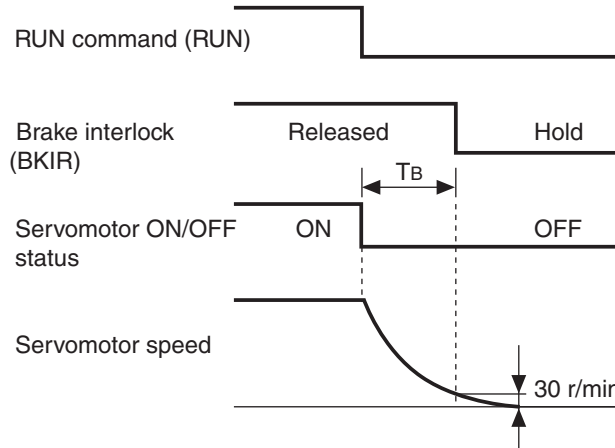 RUN command (RUN)
Brake interlock
(BKIR)
Released
Hold
TB
Servomotor ON/OFF
status
ON
OFF
Servomotor speed
30 r/min